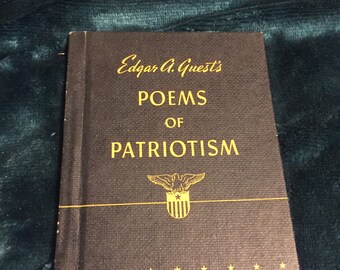 Edgar A. Guest's
POEMS
OF
PATRIOTISM